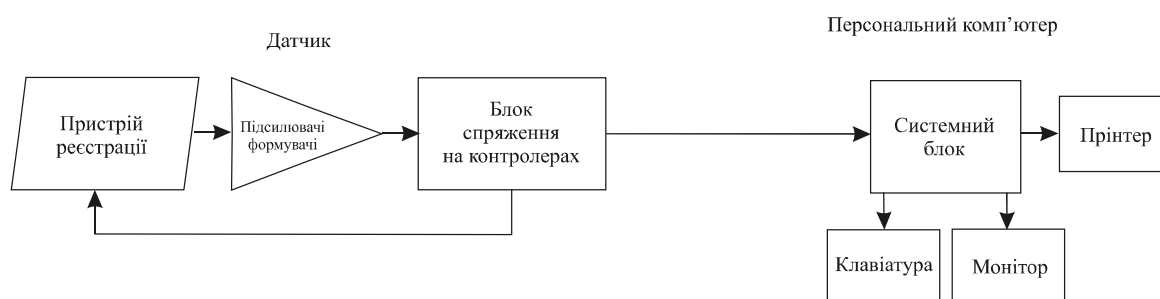 Датчик
Персональний комп’ютер
Пристрій
реєстрації
Підсилювачі
формувачі
Блок
спряження
на контролерах
Системний
блок
Прінтер
Клавіатура
Монітор